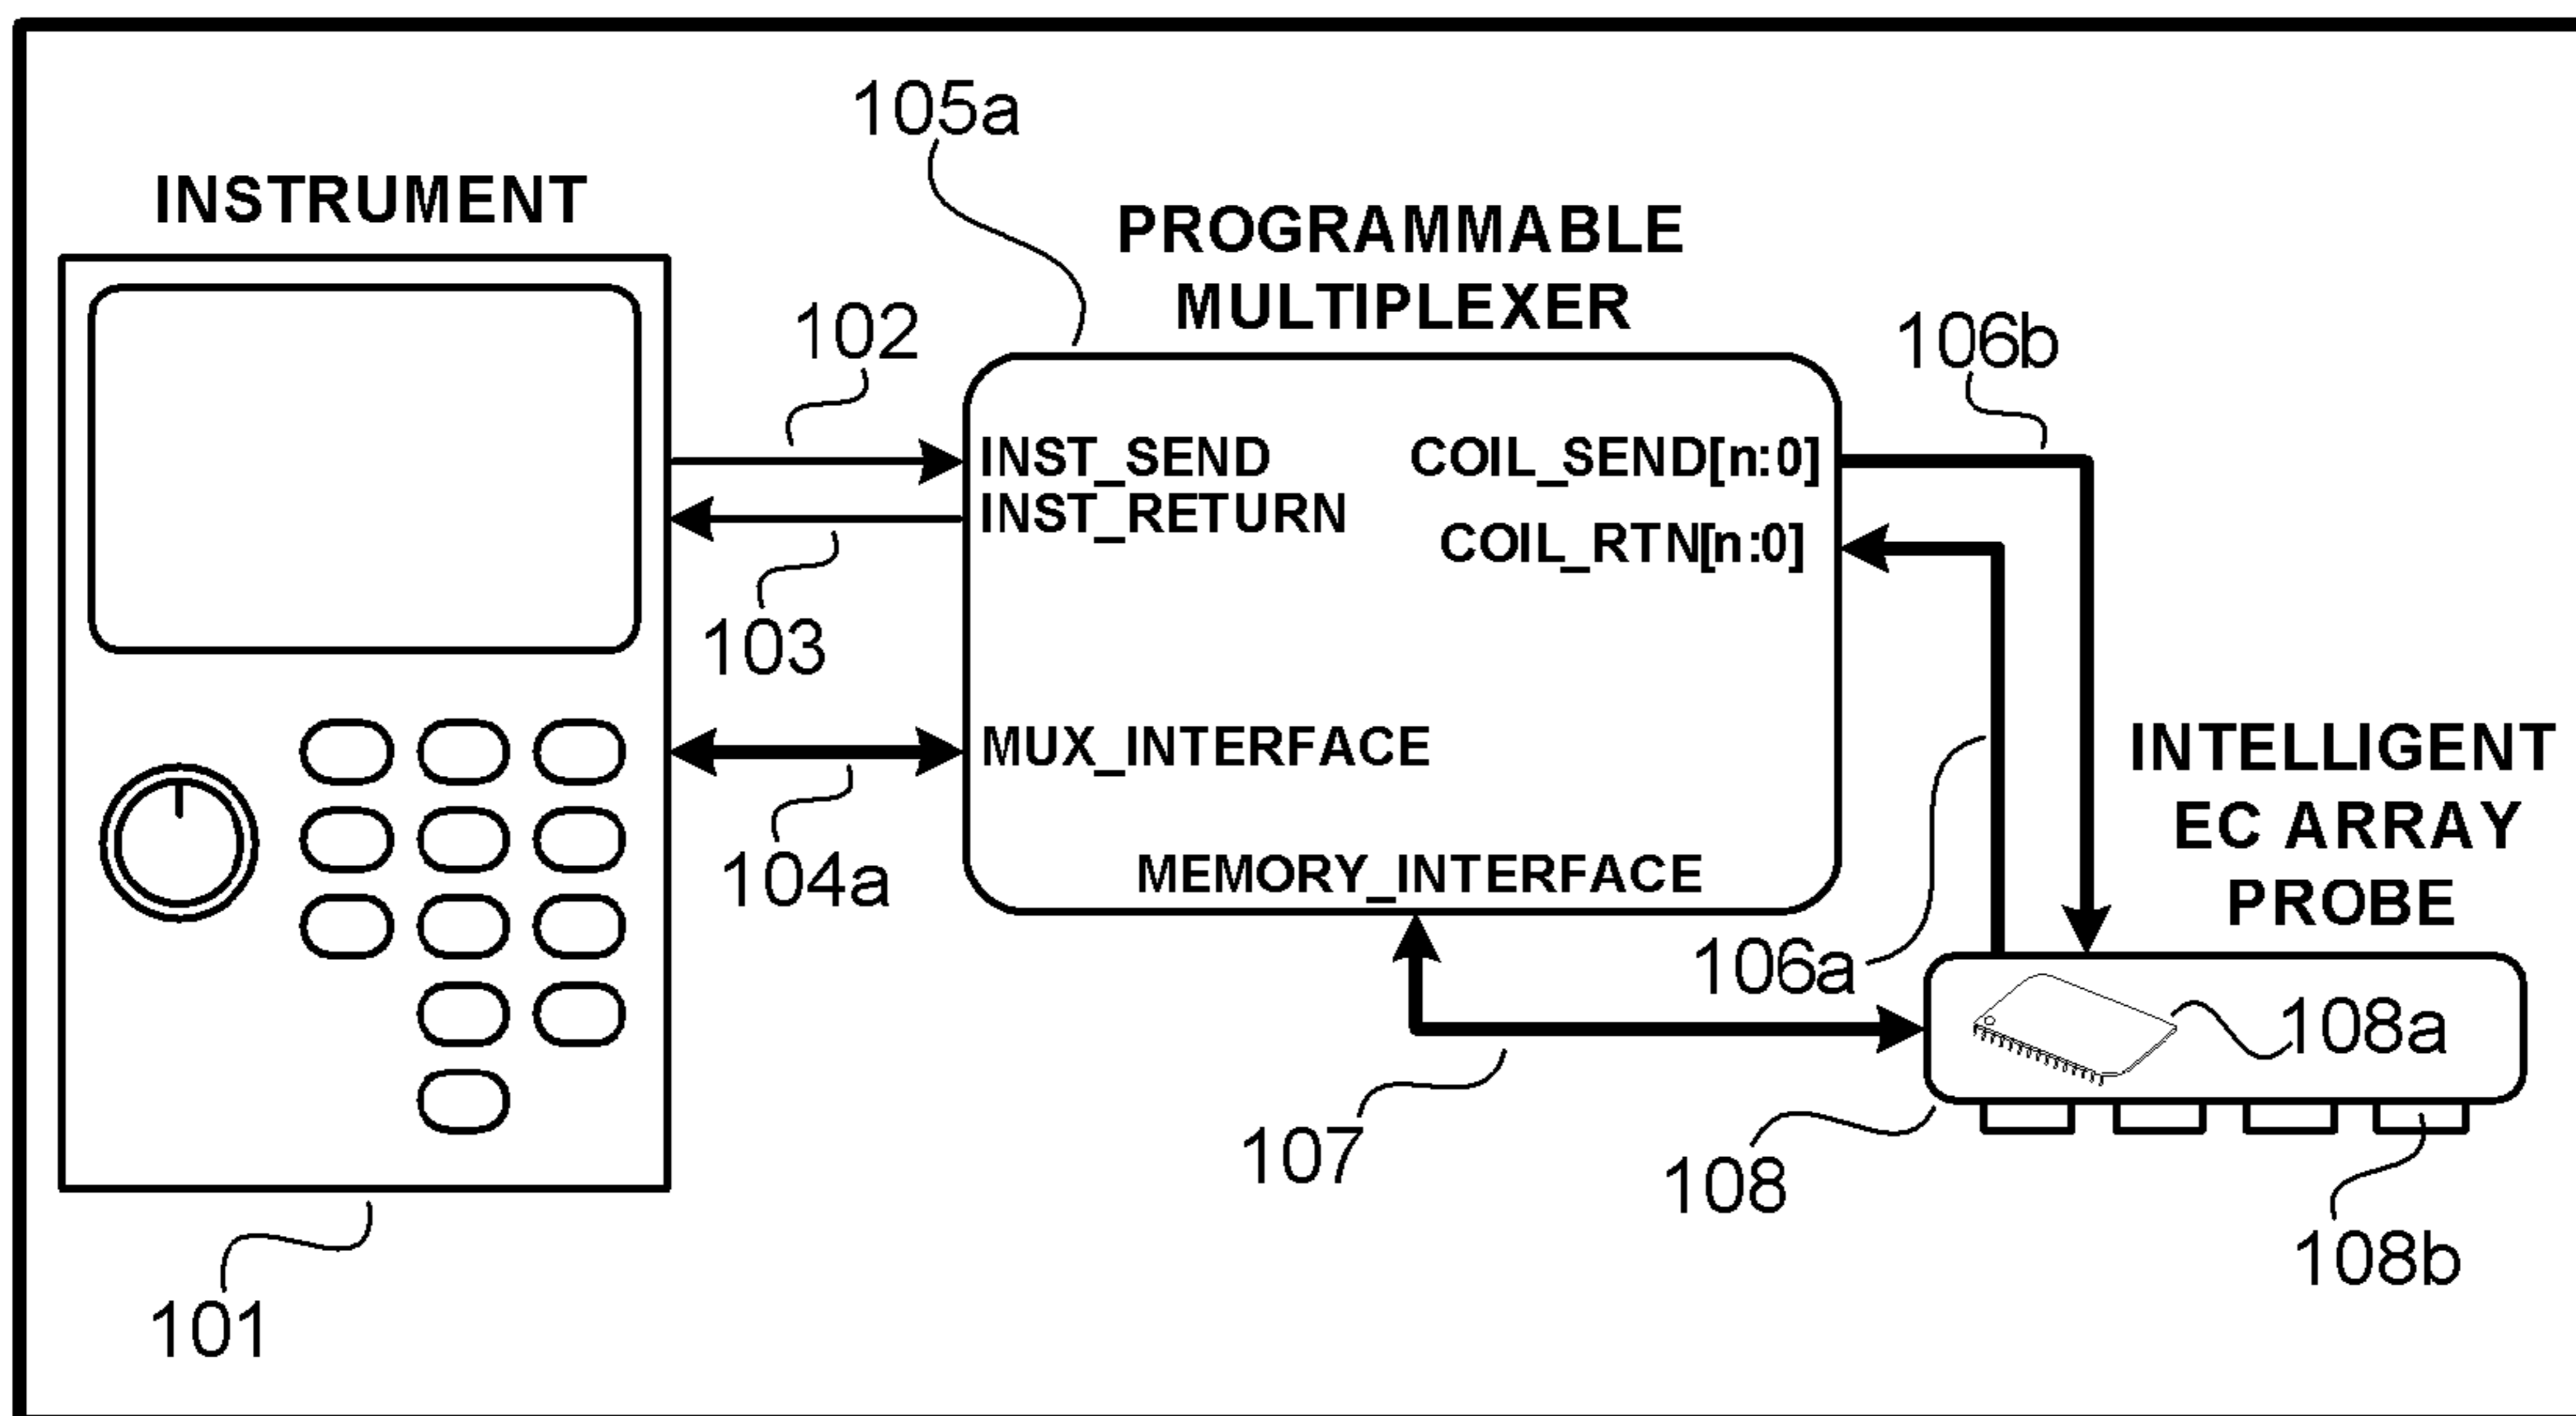 105a
INSTRUMENT
PROGRAMMABLE
MULTIPLEXER
102
106b
INST_SEND
COIL_SEND[n:0]
INST_RETURN
COIL_RTN[n:0]
103
MUX_INTERFACE
INTELLIGENT
EC ARRAY
PROBE
104a
MEMORY_INTERFACE
106a
108a
107
108
108b
101